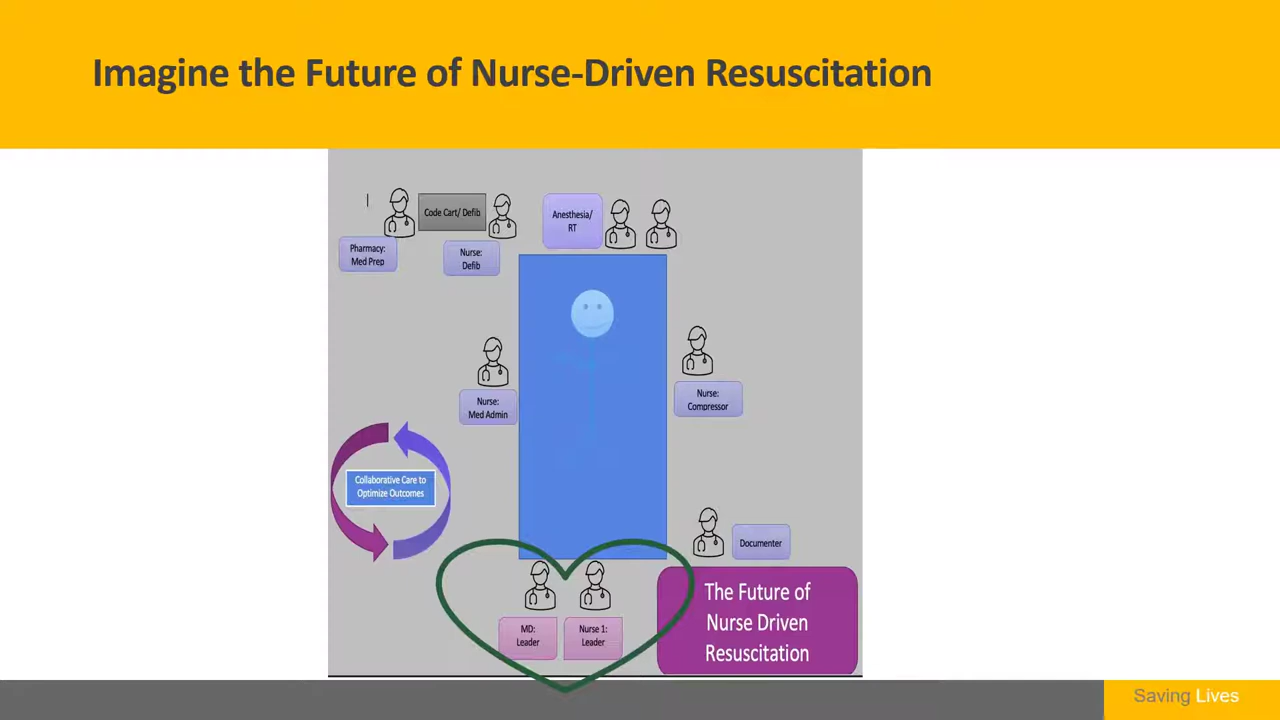 Imagine the Future of Nurse-Driven Resuscitation
Code Cart/ Defib
Anesthesia/
RT
Pharmacy:
Med Prep
Nurse:
Defib
Nurse:
Med Admin
Nurse:
Compressor
Collaborative Care to
Optimize Outcomes
Documenter
MD:
Leader
Nurse 1:
Leader
The Future of
Nurse Driven
Resuscitation
Saving Lives